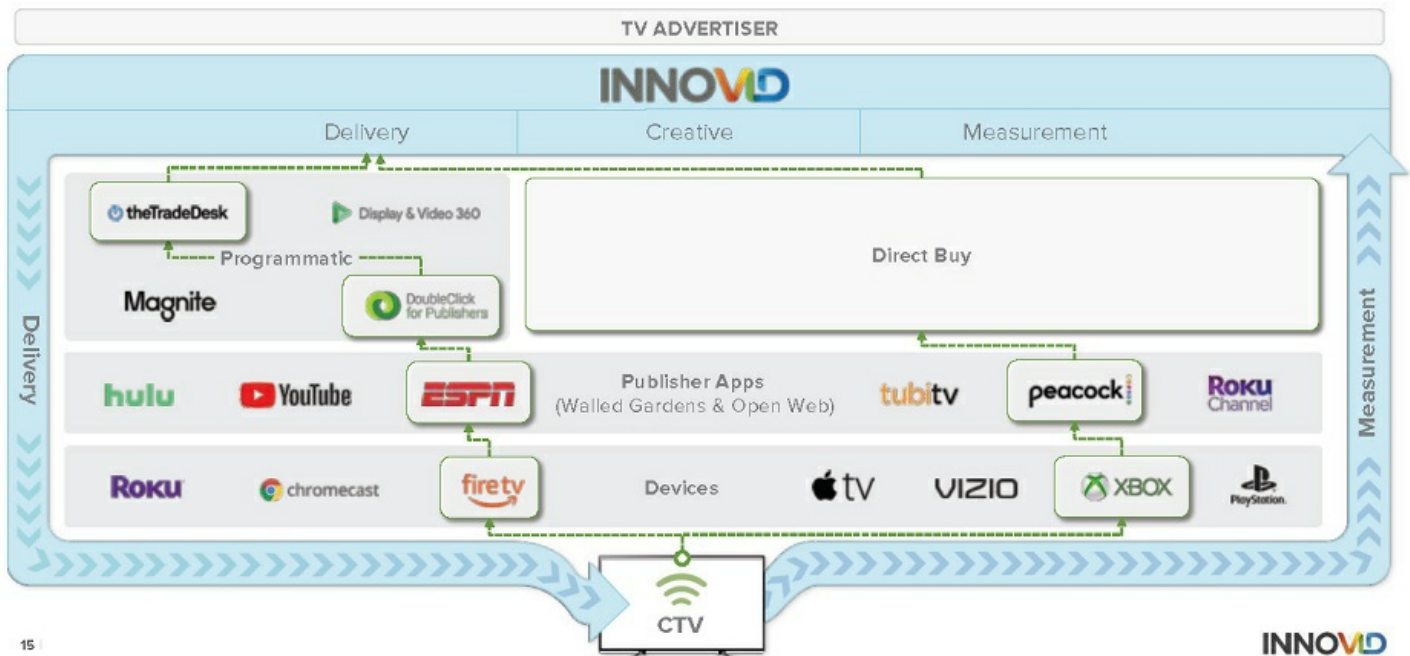 TV ADVERTISER
INNOVID
Delivery
Creative
Measurement
theTradeDesk
Display & Video 360
Programmatic
Magnite
DoubleClick
for Publishers
Direct Buy
Delivery
Measurement
hulu
YouTube
ESPN
Publisher Apps
(Walled Gardens & Open Web)
tubitv
peacock
ROKU
Channel
ROKU
chromecast
firetv
Devices
tv
VIZIO
XBOX
PlayStation.
CTV
15
INNOVID